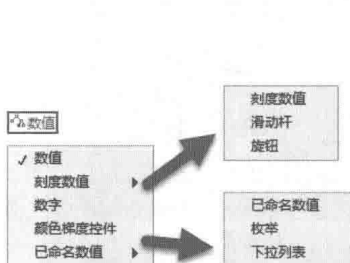 数值
✓ 数值
刻度数值
数字
颜色梯度控件
已命名数值
刻度数值
滑动杆
旋钮
已命名数值
枚举
下拉列表